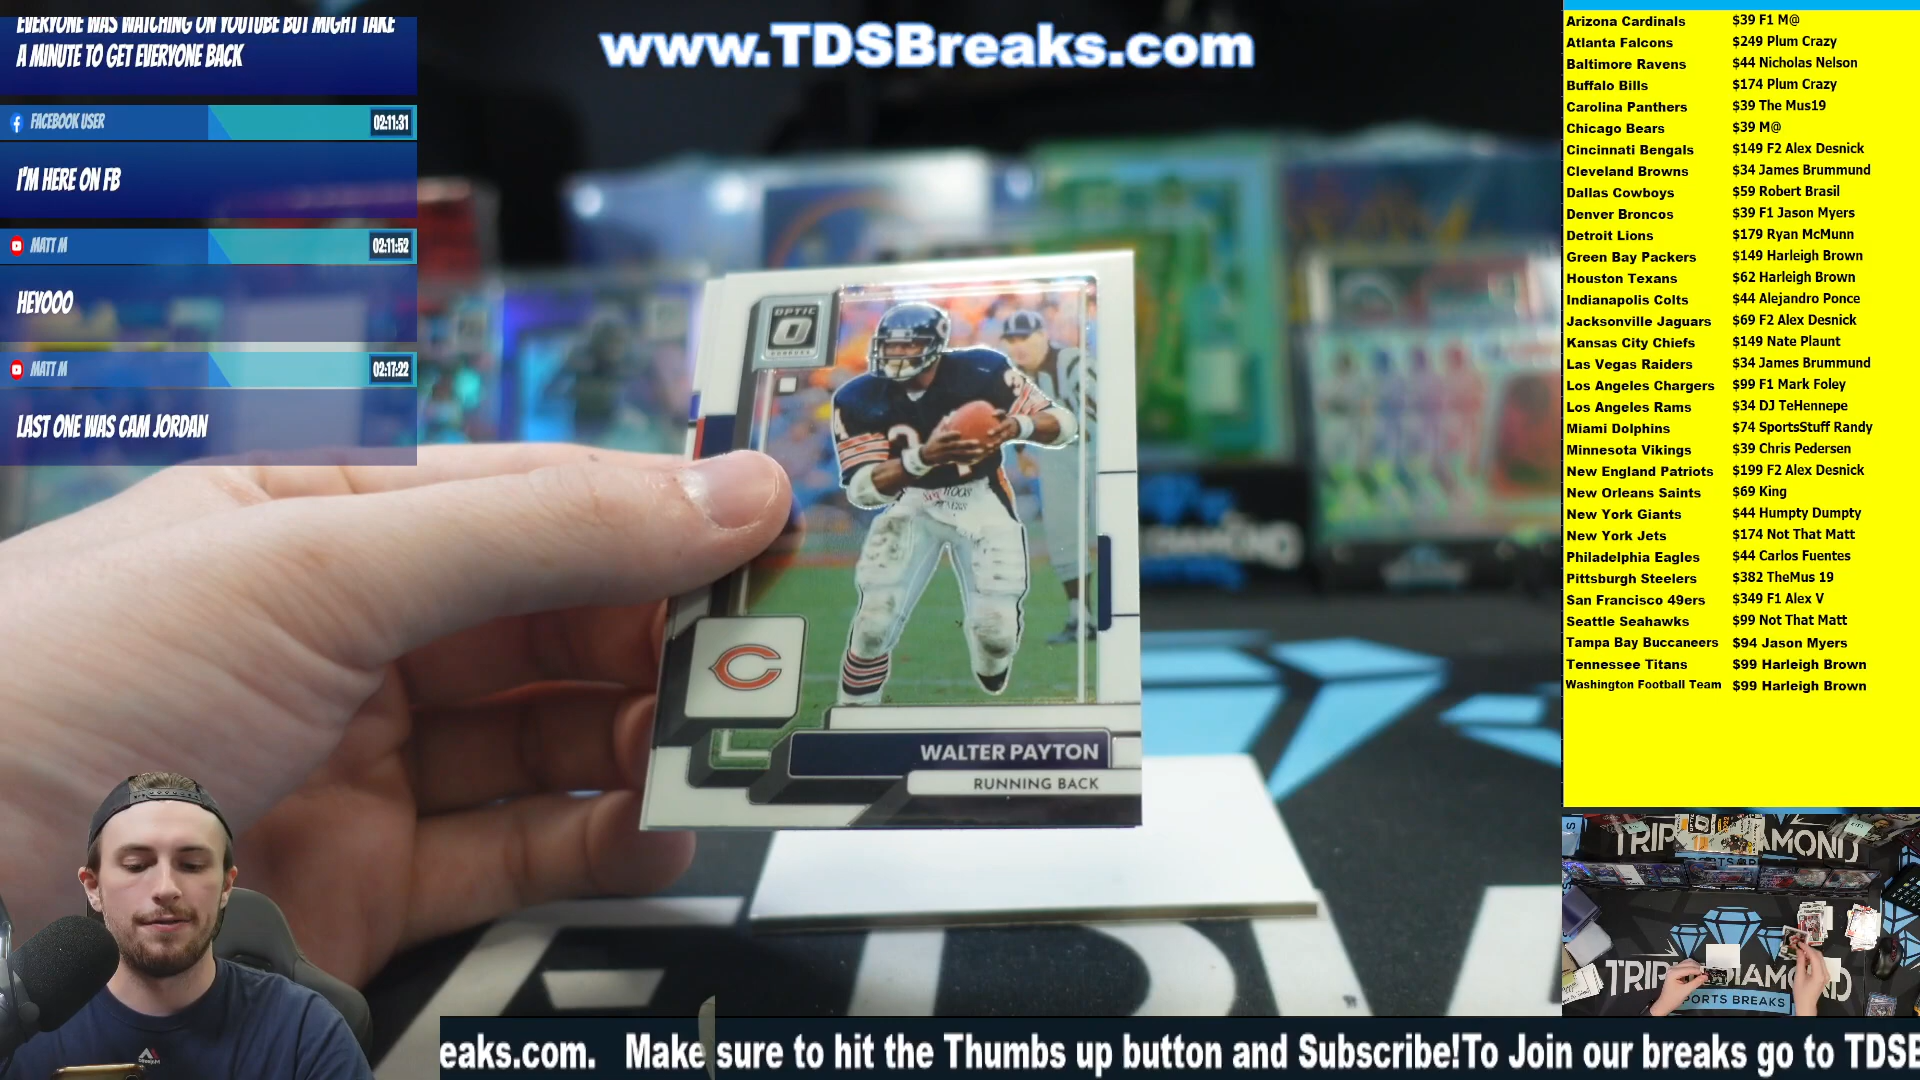 EVERYONE WAS WATCHING ON YOUTUBE BUT MIGHT TAKE
A MINUTE TO GET EVERYONE BACK
FACEBOOK USER
02:11:31
I'M HERE ON FB
MATT M
02:11:52
HEYOOO
MATT M
02:17:22
LAST ONE WAS CAM JORDAN
www.TDSBreaks.com
OPTIC
DONRUSS
34
WALTER PAYTON
RUNNING BACK
Arizona Cardinals $39 F1 M@
Atlanta Falcons $249 Plum Crazy
Baltimore Ravens $44 Nicholas Nelson
Buffalo Bills $174 Plum Crazy
Carolina Panthers $39 The Mus19
Chicago Bears $39 M@
Cincinnati Bengals $149 F2 Alex Desnick
Cleveland Browns $34 James Brummund
Dallas Cowboys $59 Robert Brasil
Denver Broncos $39 F1 Jason Myers
Detroit Lions $179 Ryan McMunn
Green Bay Packers $149 Harleigh Brown
Houston Texans $62 Harleigh Brown
Indianapolis Colts $44 Alejandro Ponce
Jacksonville Jaguars $69 F2 Alex Desnick
Kansas City Chiefs $149 Nate Plaunt
Las Vegas Raiders $34 James Brummund
Los Angeles Chargers $99 F1 Mark Foley
Los Angeles Rams $34 DJ TeHennepe
Miami Dolphins $74 SportsStuff Randy
Minnesota Vikings $39 Chris Pedersen
New England Patriots $199 F2 Alex Desnick
New Orleans Saints $69 King
New York Giants $44 Humpty Dumpty
New York Jets $174 Not That Matt
Philadelphia Eagles $44 Carlos Fuentes
Pittsburgh Steelers $382 TheMus 19
San Francisco 49ers $349 F1 Alex V
Seattle Seahawks $99 Not That Matt
Tampa Bay Buccaneers $94 Jason Myers
Tennessee Titans $99 Harleigh Brown
Washington Football Team $99 Harleigh Brown
TRIP AMOND
TRIP DIAMOND
SPORTS BREAKS
eaks.com. Make sure to hit the Thumbs up button and Subscribe!To Join our breaks go to TDSB